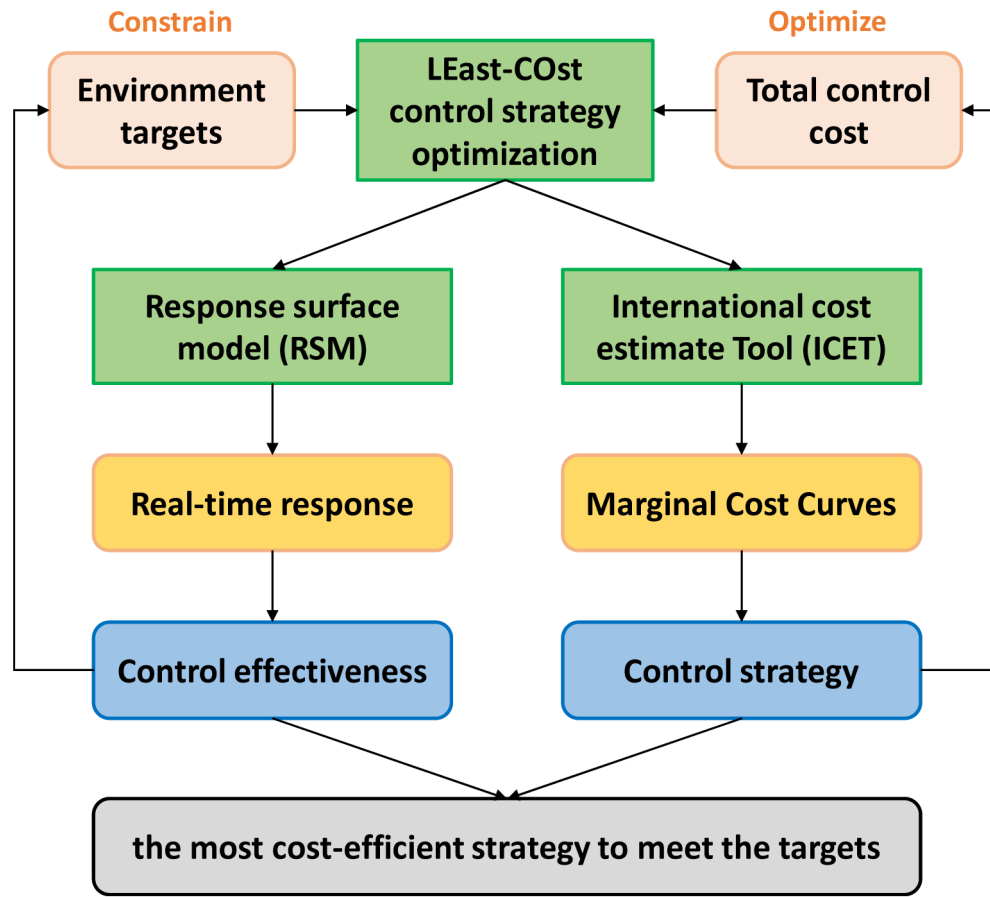 Constrain
Optimize
Environment
targets
LEast-COst
control strategy
optimization
Total control
cost
Response surface
model (RSM)
International cost
estimate Tool (ICET)
Real-time response
Marginal Cost Curves
Control effectiveness
Control strategy
the most cost-efficient strategy to meet the targets